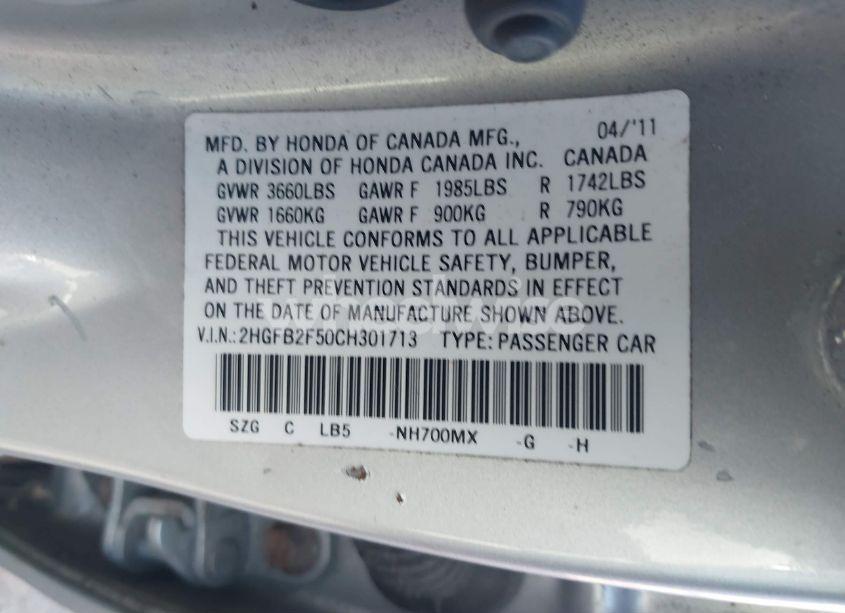 MFD. BY HONDA OF CANADA MFG., 04/'11
A DIVISION OF HONDA CANADA INC. CANADA
GVWR 3660LBS GAWR F 1985LBS R 1742LBS
GVWR 1660KG GAWR F 900KG R 790KG
THIS VEHICLE CONFORMS TO ALL APPLICABLE
FEDERAL MOTOR VEHICLE SAFETY, BUMPER,
AND THEFT PREVENTION STANDARDS IN EFFECT
ON THE DATE OF MANUFACTURE SHOWN ABOVE.
V.I.N.:2HGFB2F50CH301713 TYPE: PASSENGER CAR
SZG C LB5 -NH700MX -G -H